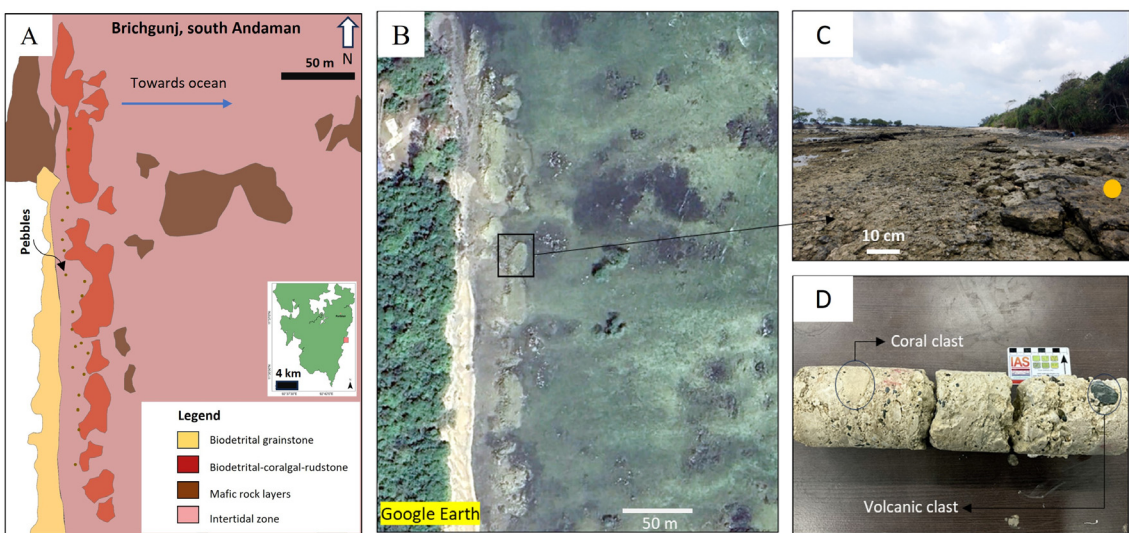 A
Brichgunj, south Andaman
N
50 m
Towards ocean
Pebbles
4 km
Legend
Biodetrital grainstone
Biodetrital-coralgal-rudstone
Mafic rock layers
Intertidal zone
B
Google Earth
50 m
C
10 cm
D
Coral clast
IAS
Volcanic clast